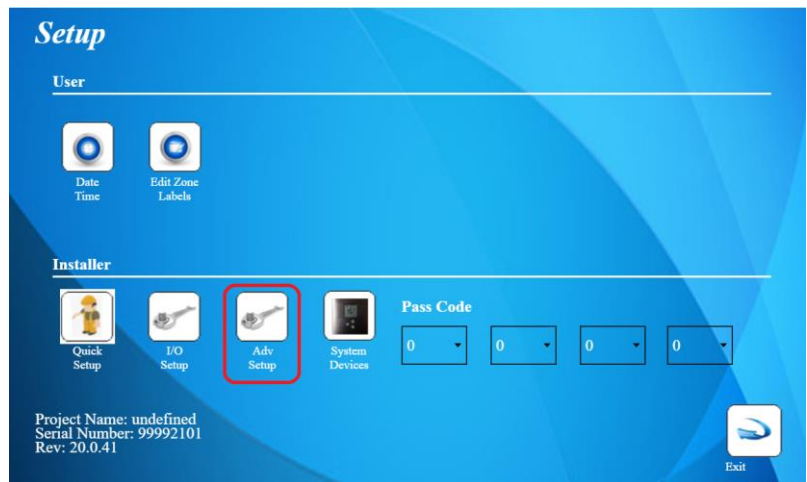 Setup
User
Date
Time
Edit Zone
Labels
Installer
Quick
Setup
I/O
Setup
Adv
Setup
System
Devices
Pass Code
0
0
0
0
Project Name: undefined
Serial Number: 99992101
Rev: 20.0.41
Exit